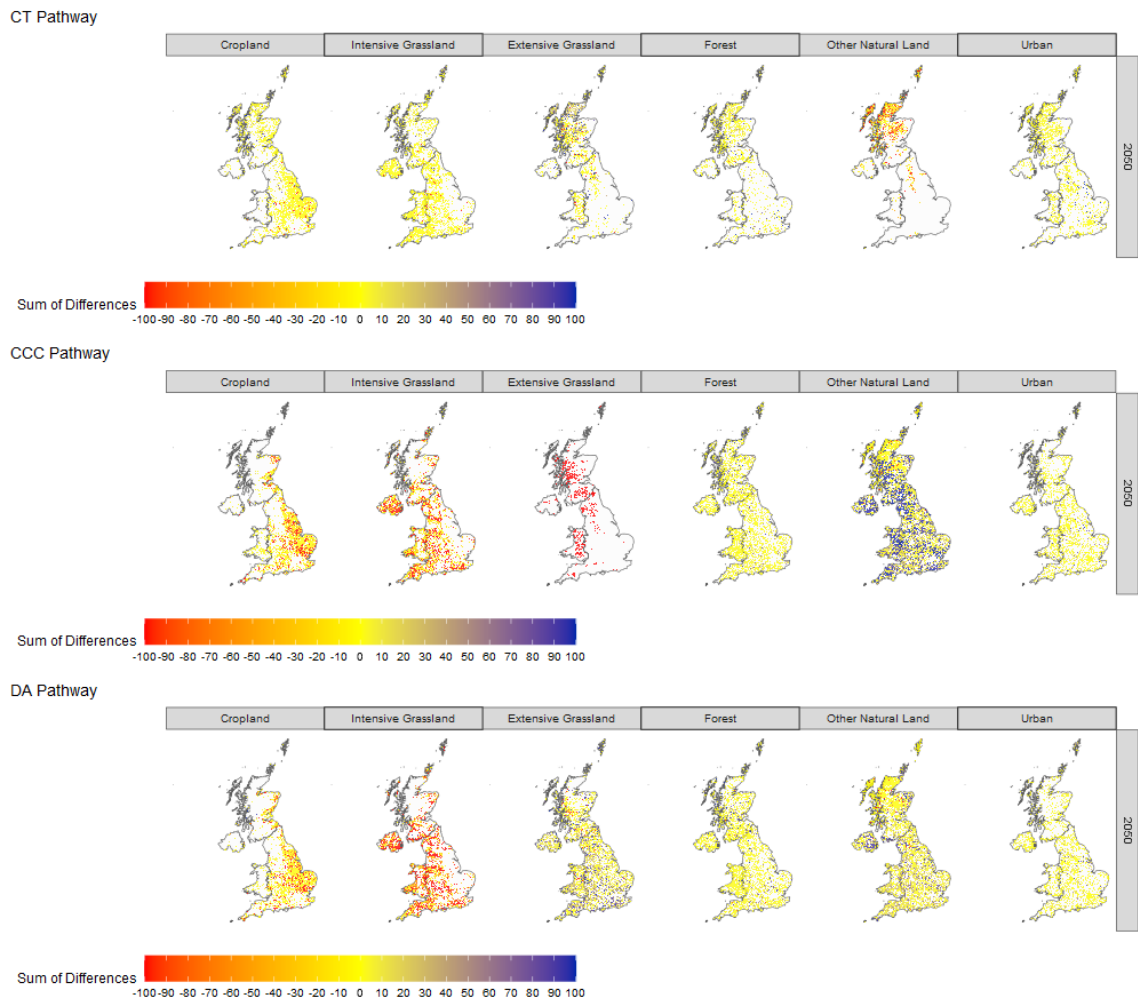 CT Pathway
Cropland Intensive Grassland Extensive Grassland Forest Other Natural Land Urban
2050
Sum of Differences
-100 -90 -80 -70 -60 -50 -40 -30 -20 -10 0 10 20 30 40 50 60 70 80 90 100
CCC Pathway
Cropland Intensive Grassland Extensive Grassland Forest Other Natural Land Urban
2050
Sum of Differences
-100 -90 -80 -70 -60 -50 -40 -30 -20 -10 0 10 20 30 40 50 60 70 80 90 100
DA Pathway
Cropland Intensive Grassland Extensive Grassland Forest Other Natural Land Urban
2050
Sum of Differences
-100 -90 -80 -70 -60 -50 -40 -30 -20 -10 0 10 20 30 40 50 60 70 80 90 100